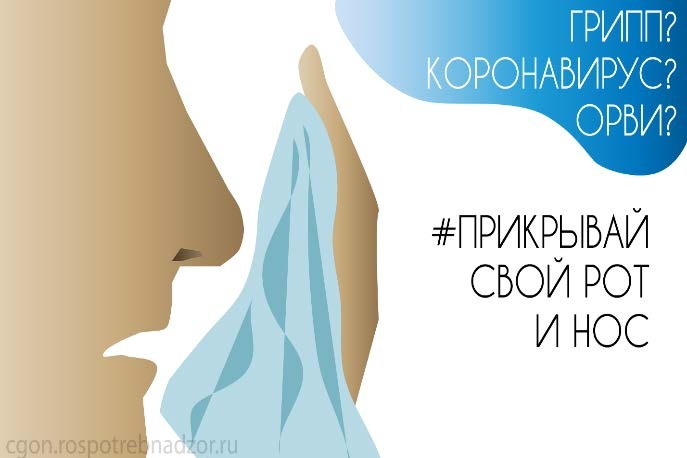 ГРИПП?
КОРОНАВИРУС?
ОРВИ?
#ПРИКРЫВАЙ
СВОЙ РОТ
И НОС
cgon.rospotrebnadzor.ru